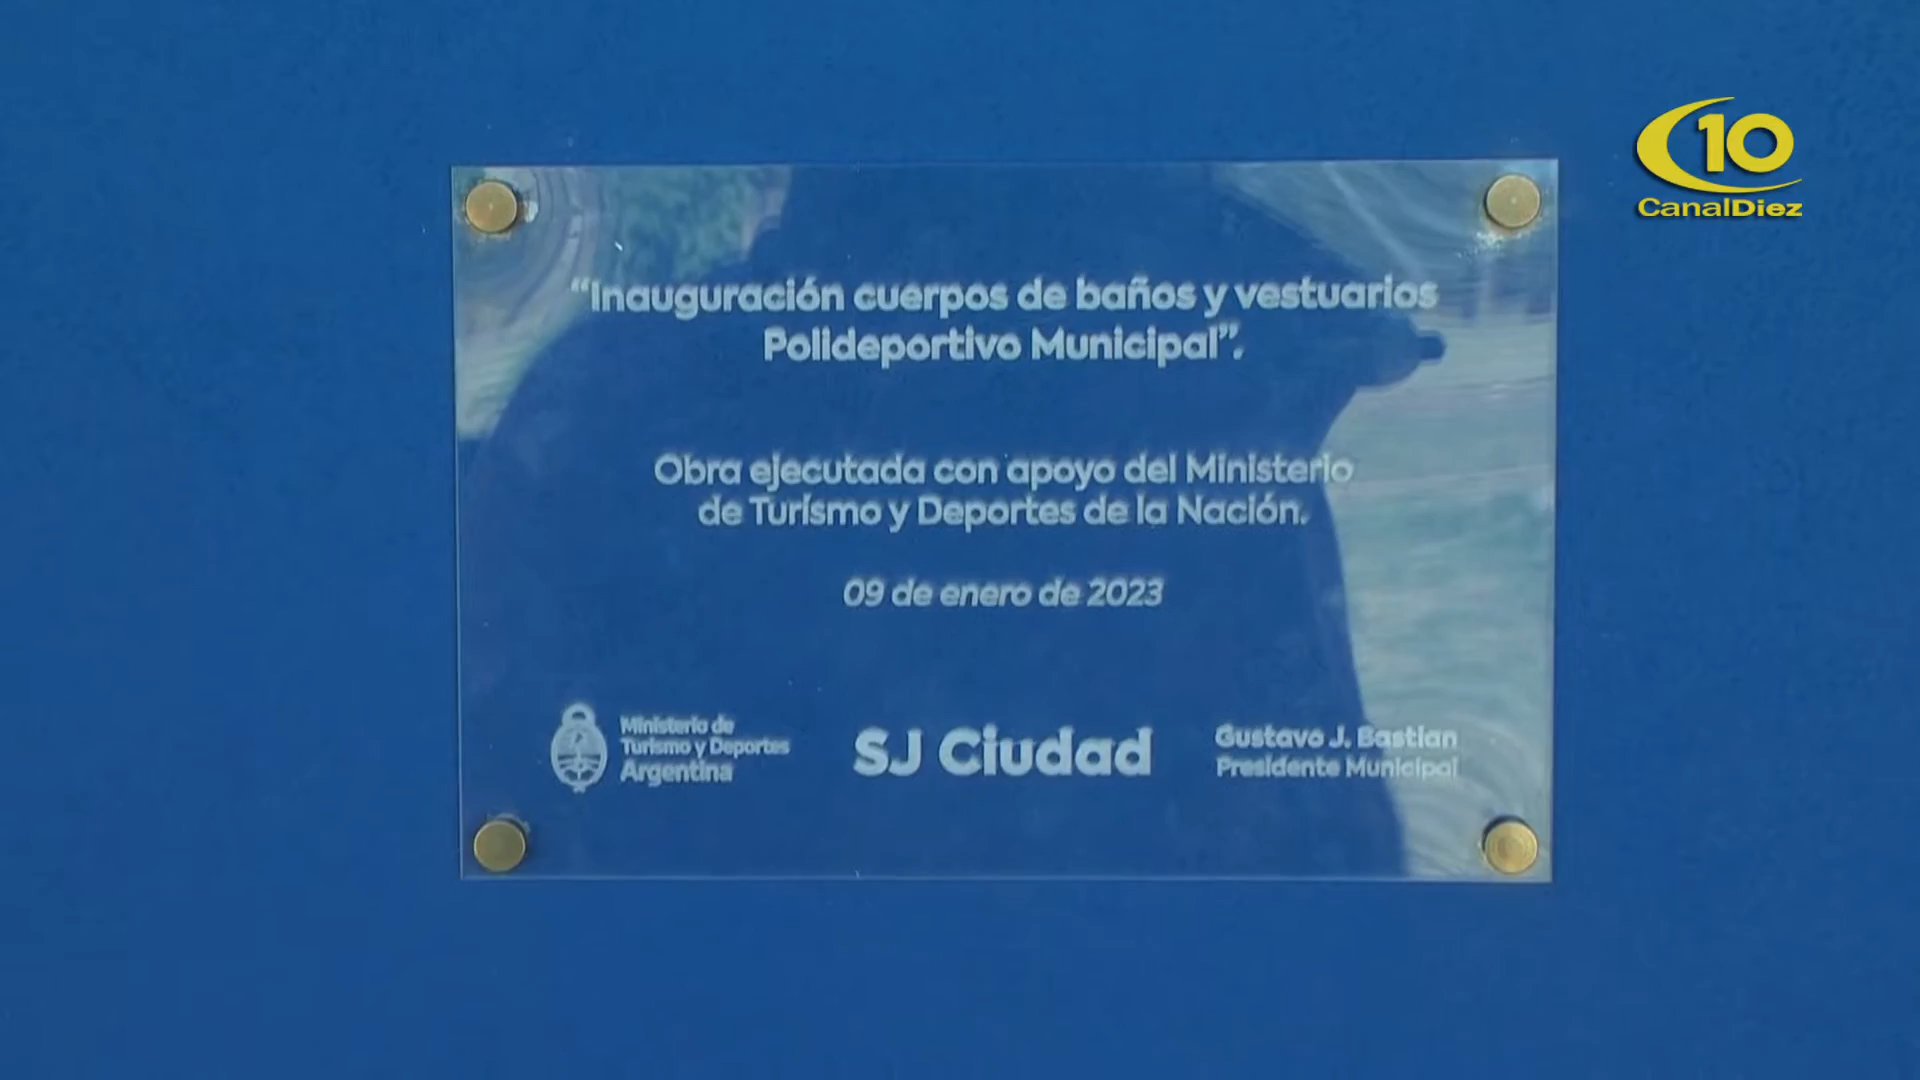 10
CanalDiez
“Inauguración cuerpos de baños y vestuarios
Polideportivo Municipal”.
Obra ejecutada con apoyo del Ministerio
de Turismo y Deportes de la Nación.
09 de enero de 2023
Ministerio de
Turismo y Deportes
Argentina
SJ Ciudad
Gustavo J. Bastian
Presidente Municipal